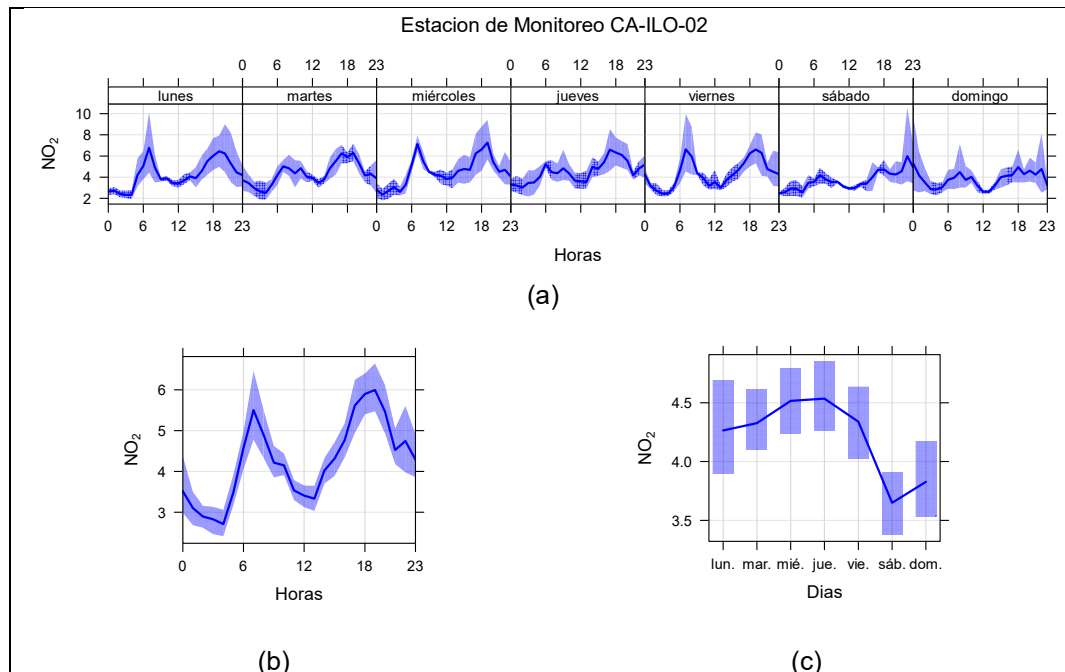 Estacion de Monitoreo CA-ILO-02
0 6 12 18 23 0 6 12 18 23 0 6 12 18 23
lunes martes miércoles jueves viernes sábado domingo
NO2
10
8
6
4
2
0 6 12 18 23 0 6 12 18 23 0 6 12 18 23 0 6 12 18 23
Horas
(a)
NO2
6
5
4
3
0 6 12 18 23
Horas
(b)
NO2
4.5
4.0
3.5
lun. mar. mié. jue. vie. sáb. dom.
Dias
(c)